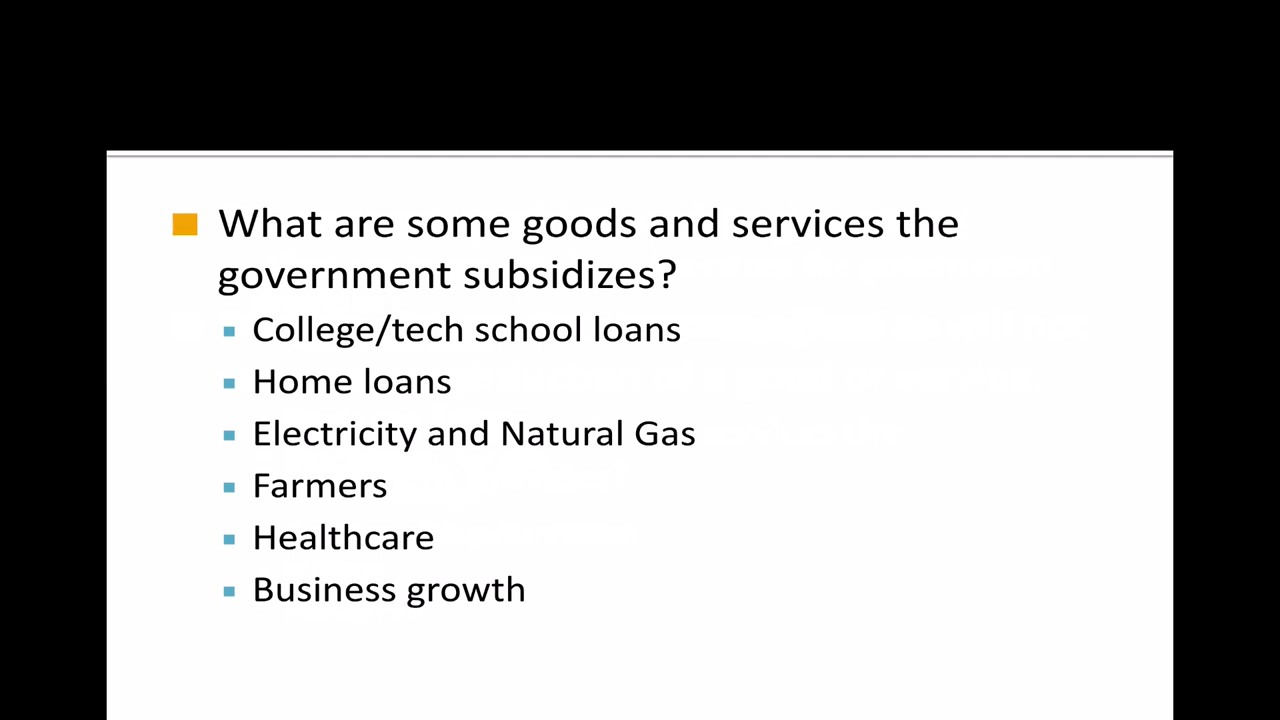 What are some goods and services the
government subsidizes?
College/tech school loans
Home loans
Electricity and Natural Gas
Farmers
Healthcare
Business growth